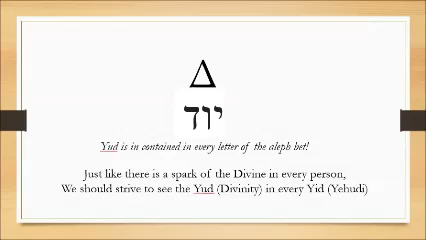 Δ
יוד
Yud is in contained in every letter of the aleph bet!
Just like there is a spark of the Divine in every person,
We should strive to see the Yud (Divinity) in every Yid (Yehudi)